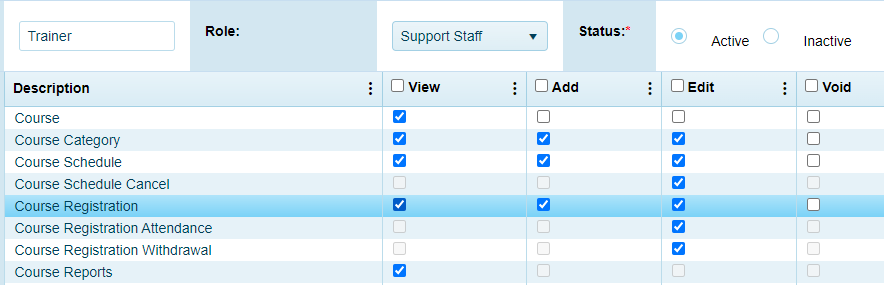 Trainer Role: Support Staff Status:* Active Inactive
Description View Add Edit Void
Course
Course Category
Course Schedule
Course Schedule Cancel
Course Registration
Course Registration Attendance
Course Registration Withdrawal
Course Reports